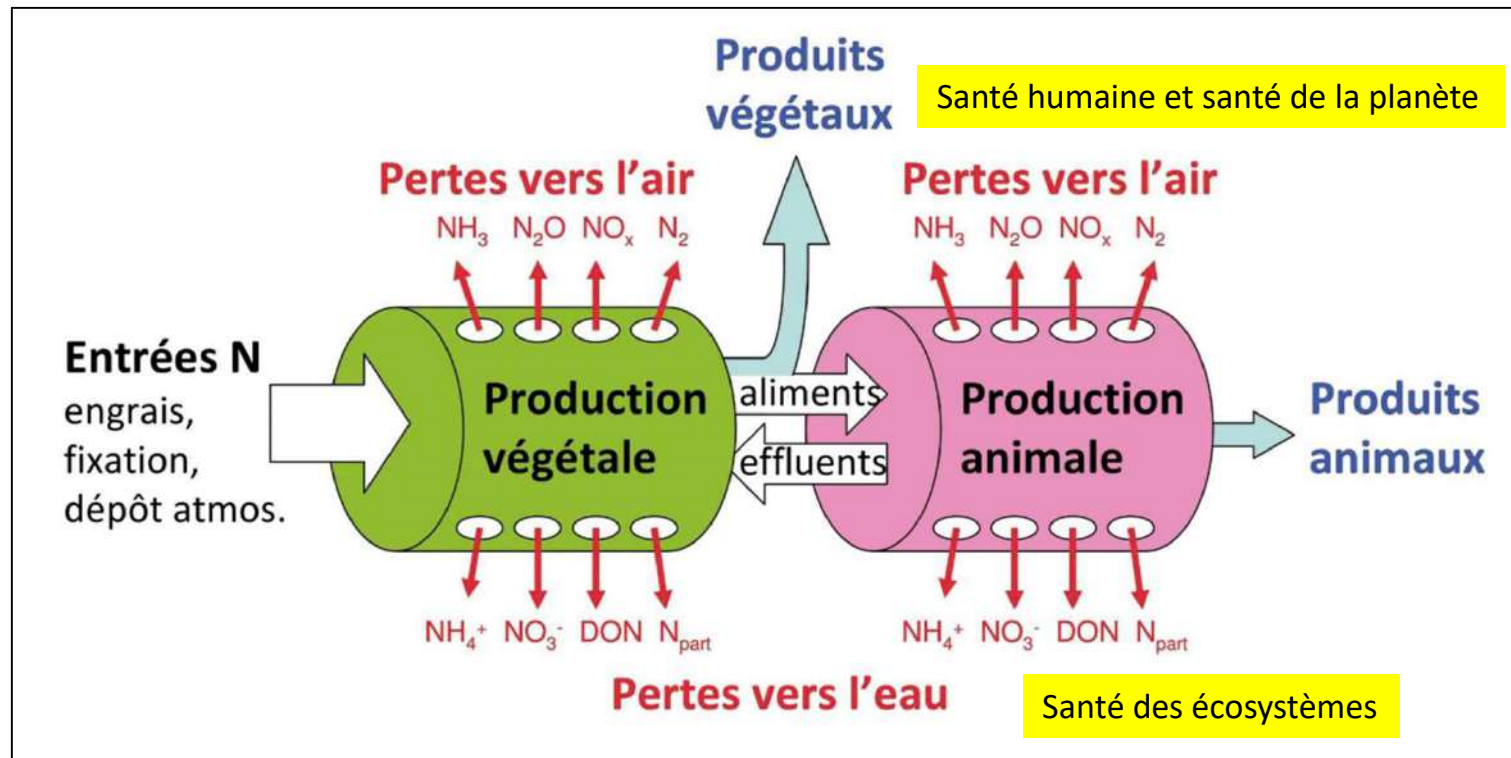 Produits
végétaux
Santé humaine et santé de la planète
Pertes vers l’air
NH₃ N₂O NOₓ N₂
Pertes vers l’air
NH₃ N₂O NOₓ N₂
Entrées N
engrais,
fixation,
dépôt atmos.
Production
végétale
aliments
effluents
Production
animale
Produits
animaux
NH₄⁺ NO₃⁻ DON Npart
NH₄⁺ NO₃⁻ DON Npart
Pertes vers l’eau
Santé des écosystèmes